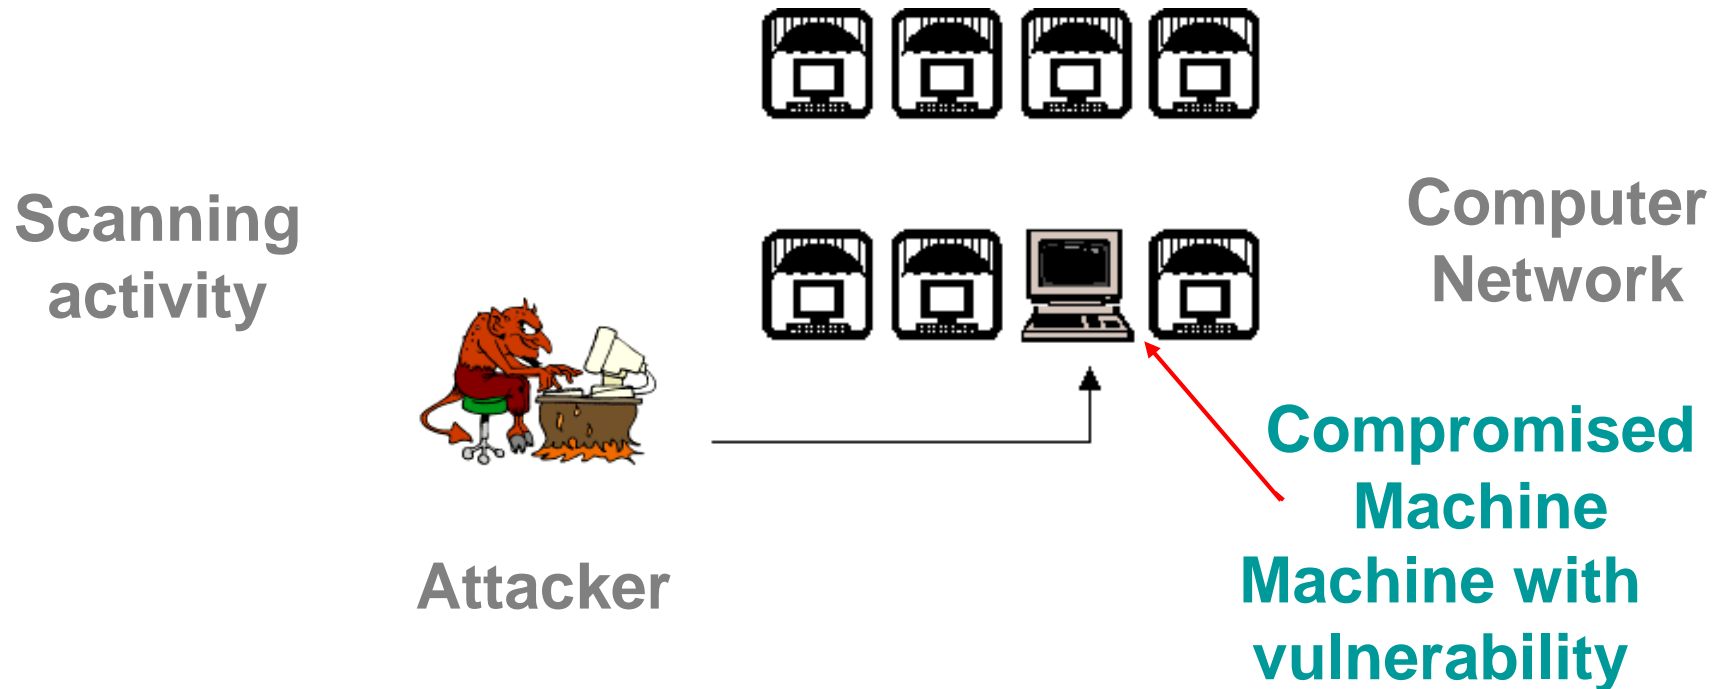 Scanning
activity
Computer
Network
Attacker
Compromised
Machine
Machine with
vulnerability